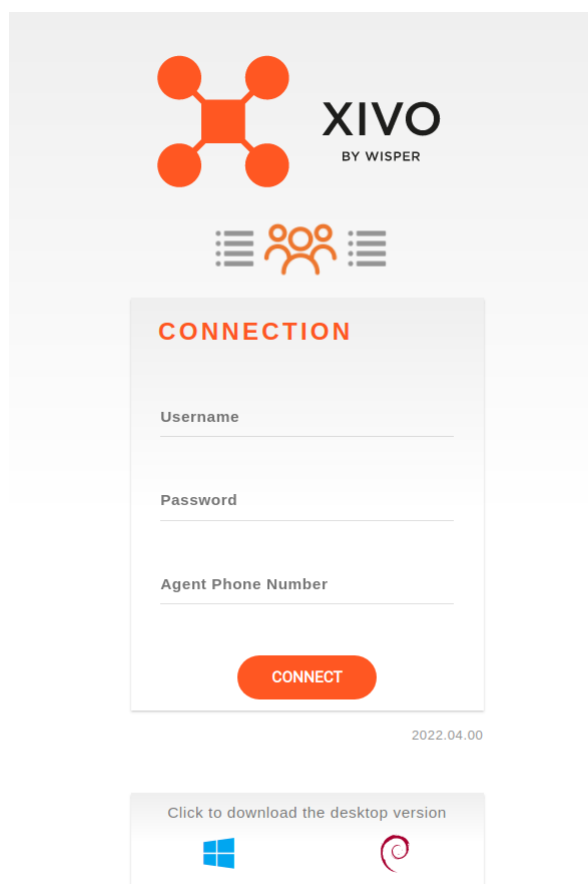 XIVO
BY WISPER
CONNECTION
Username
Password
Agent Phone Number
CONNECT
2022.04.00
Click to download the desktop version